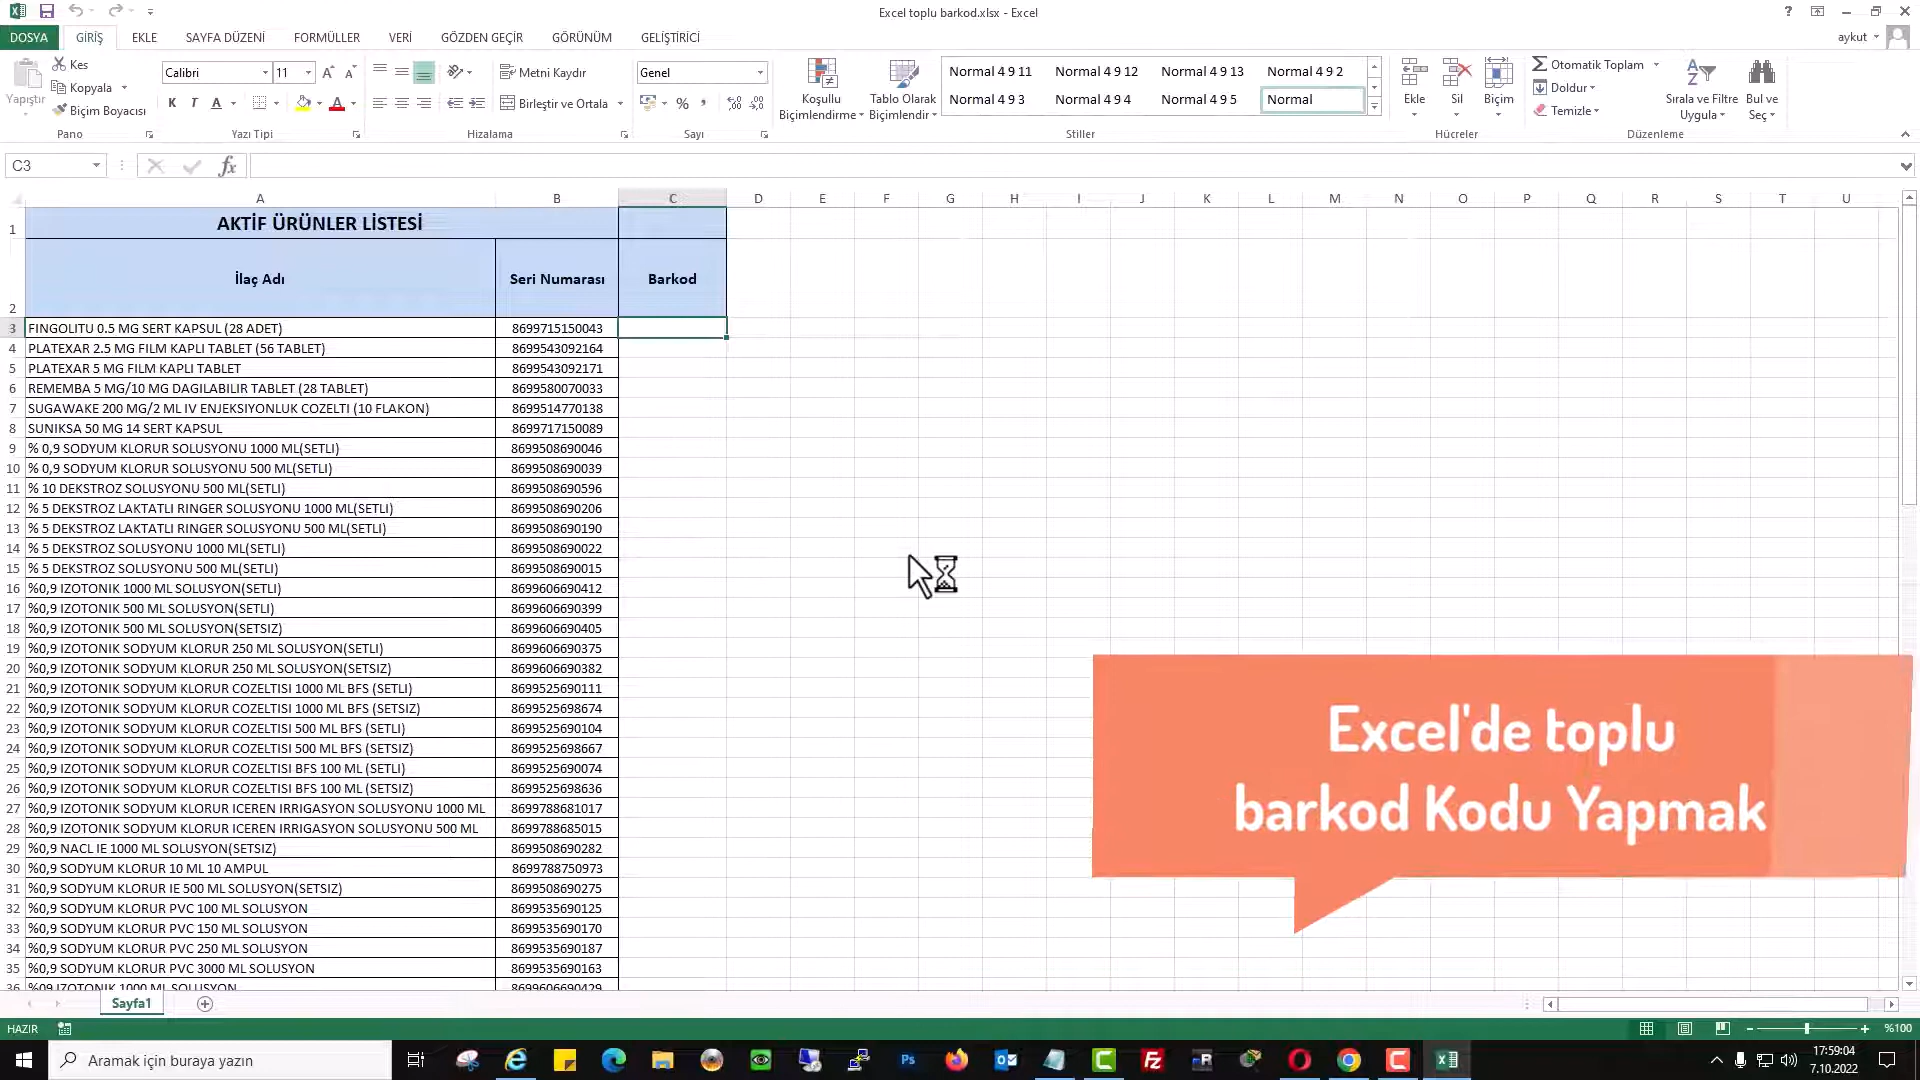 Excel toplu barkod.xlsx - Excel
DOSYA GİRİŞ EKLE SAYFA DÜZENİ FORMÜLLER VERİ GÖZDEN GEÇİR GÖRÜNÜM GELİŞTİRİCİ
aykut
Yapıştır
Kes
Kopyala
Biçim Boyacısı
Pano
Calibri 11
K T A
Yazı Tipi
Metni Kaydır
Birleştir ve Ortala
Hizalama
Genel
Sayı
Koşullu Biçimlendirme
Tablo Olarak Biçimlendir
Normal 4 9 11 Normal 4 9 12 Normal 4 9 13 Normal 4 9 2
Normal 4 9 3 Normal 4 9 4 Normal 4 9 5 Normal
Stiller
Ekle Sil Biçim
Hücreler
Otomatik Toplam
Doldur
Temizle
Sırala ve Filtre Uygula
Bul ve Seç
Düzenleme
C3
fx
A B C D E F G H I J K L M N O P Q R S T U
1 AKTİF ÜRÜNLER LİSTESİ
2 İlaç Adı Seri Numarası Barkod
3 FINGOLITU 0.5 MG SERT KAPSUL (28 ADET) 8699715150043
4 PLATEXAR 2.5 MG FILM KAPLI TABLET (56 TABLET) 8699543092164
5 PLATEXAR 5 MG FILM KAPLI TABLET 8699543092171
6 REMEMBA 5 MG/10 MG DAGILABILIR TABLET (28 TABLET) 8699580070033
7 SUGAWAKE 200 MG/2 ML IV ENJEKSIYONLUK COZELTI (10 FLAKON) 8699514770138
8 SUNIKSA 50 MG 14 SERT KAPSUL 8699717150089
9 % 0,9 SODYUM KLORUR SOLUSYONU 1000 ML(SETLI) 8699508690046
10 % 0,9 SODYUM KLORUR SOLUSYONU 500 ML(SETLI) 8699508690039
11 % 10 DEKSTROZ SOLUSYONU 500 ML(SETLI) 8699508690596
12 % 5 DEKSTROZ LAKTATLI RINGER SOLUSYONU 1000 ML(SETLI) 8699508690206
13 % 5 DEKSTROZ LAKTATLI RINGER SOLUSYONU 500 ML(SETLI) 8699508690190
14 % 5 DEKSTROZ SOLUSYONU 1000 ML(SETLI) 8699508690022
15 % 5 DEKSTROZ SOLUSYONU 500 ML(SETLI) 8699508690015
16 %0,9 IZOTONIK 1000 ML SOLUSYON(SETLI) 8699606690412
17 %0,9 IZOTONIK 500 ML SOLUSYON(SETLI) 8699606690399
18 %0,9 IZOTONIK 500 ML SOLUSYON(SETSIZ) 8699606690405
19 %0,9 IZOTONIK SODYUM KLORUR 250 ML SOLUSYON(SETLI) 8699606690375
20 %0,9 IZOTONIK SODYUM KLORUR 250 ML SOLUSYON(SETSIZ) 8699606690382
21 %0,9 IZOTONIK SODYUM KLORUR COZELTISI 1000 ML BFS (SETLI) 8699525690111
22 %0,9 IZOTONIK SODYUM KLORUR COZELTISI 1000 ML BFS (SETSIZ) 8699525698674
23 %0,9 IZOTONIK SODYUM KLORUR COZELTISI 500 ML BFS (SETLI) 8699525690104
24 %0,9 IZOTONIK SODYUM KLORUR COZELTISI 500 ML BFS (SETSIZ) 8699525698667
25 %0,9 IZOTONIK SODYUM KLORUR COZELTISI BFS 100 ML (SETLI) 8699525690074
26 %0,9 IZOTONIK SODYUM KLORUR COZELTISI BFS 100 ML (SETSIZ) 8699525698636
27 %0,9 IZOTONIK SODYUM KLORUR ICEREN IRRIGASYON SOLUSYONU 1000 ML 8699788681017
28 %0,9 IZOTONIK SODYUM KLORUR ICEREN IRRIGASYON SOLUSYONU 500 ML 8699788685015
29 %0,9 NACL IE 1000 ML SOLUSYON(SETSIZ) 8699508690282
30 %0,9 SODYUM KLORUR 10 ML 10 AMPUL 8699788750973
31 %0,9 SODYUM KLORUR IE 500 ML SOLUSYON(SETSIZ) 8699508690275
32 %0,9 SODYUM KLORUR PVC 100 ML SOLUSYON 8699535690125
33 %0,9 SODYUM KLORUR PVC 150 ML SOLUSYON 8699535690170
34 %0,9 SODYUM KLORUR PVC 250 ML SOLUSYON 8699535690187
35 %0,9 SODYUM KLORUR PVC 3000 ML SOLUSYON 8699535690163
36 %09 IZOTONIK 1000 ML SOLUSYON 8699606690429
Excel'de toplu
barkod Kodu Yapmak
Sayfa1
HAZIR
%100
Aramak için buraya yazın
17:59:04
7.10.2022